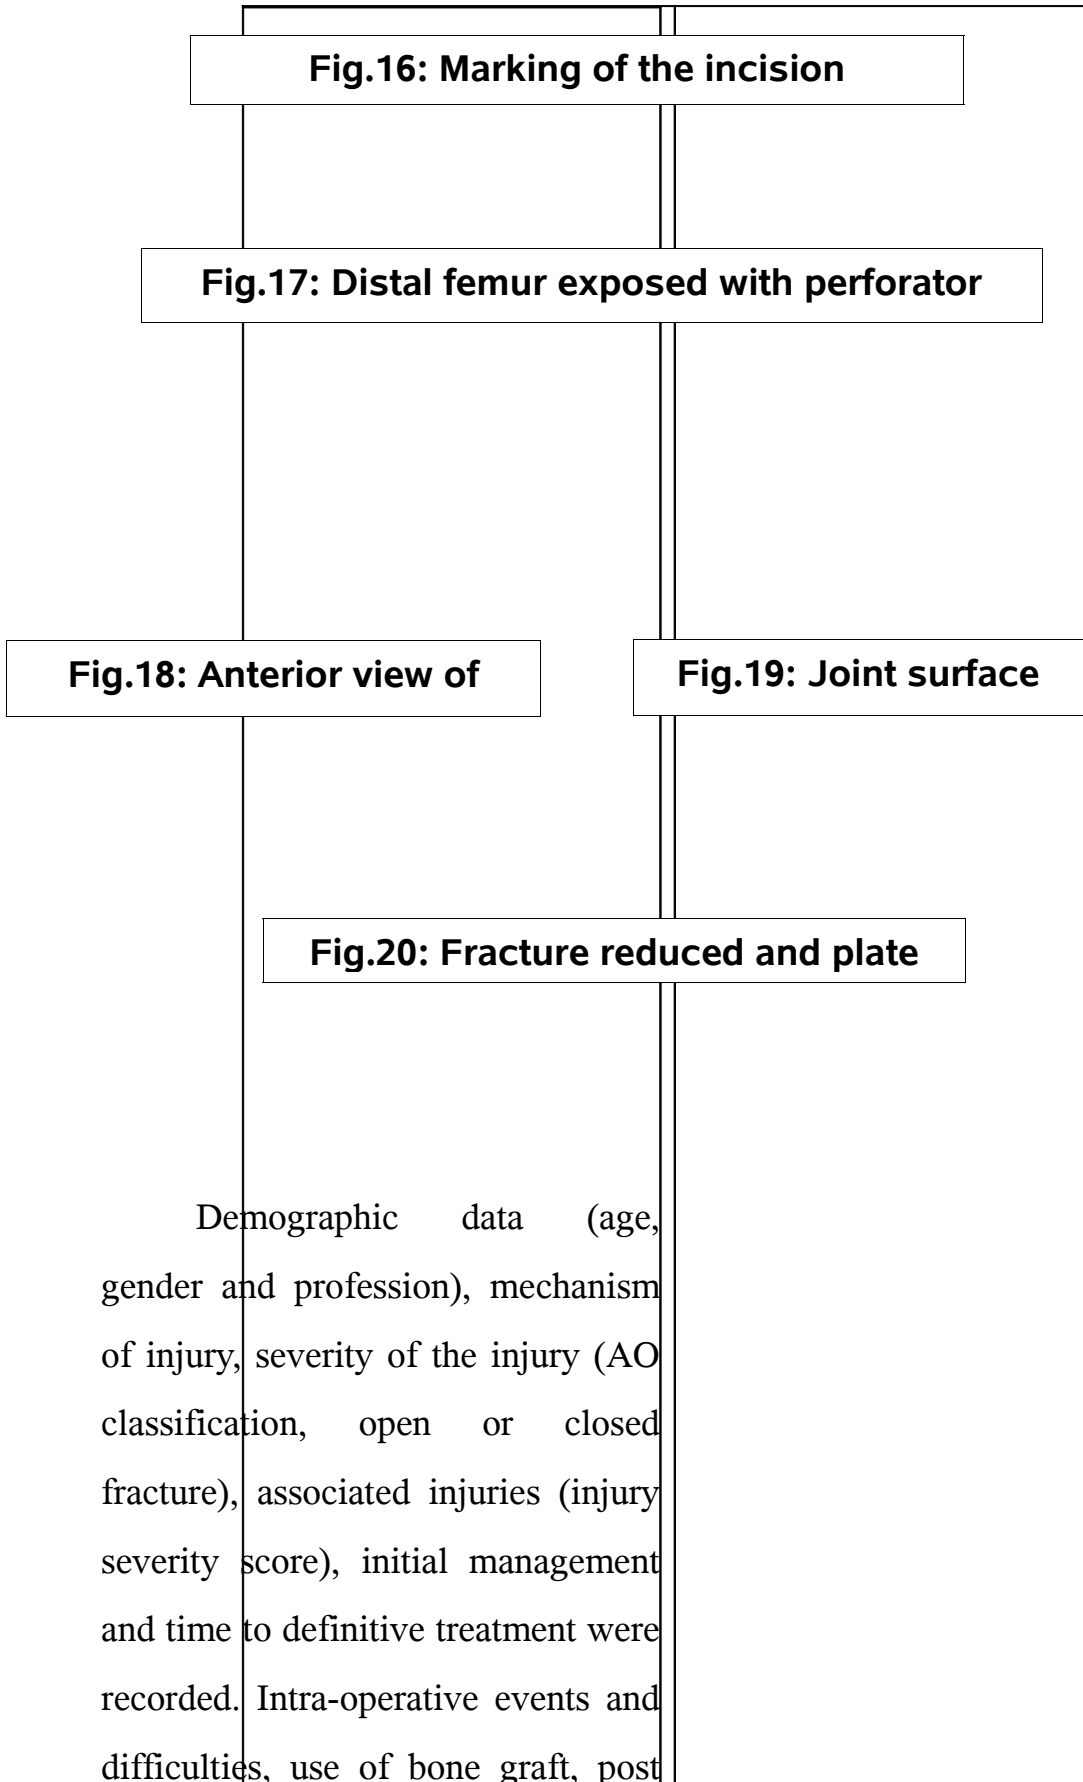 Fig.16: Marking of the incision
Fig.17: Distal femur exposed with perforator
Fig.18: Anterior view of
Fig.19: Joint surface
Fig.20: Fracture reduced and plate
Demographic data (age,
gender and profession), mechanism
of injury, severity of the injury (AO
classification, open or closed
fracture), associated injuries (injury
severity score), initial management
and time to definitive treatment were
recorded. Intra-operative events and
difficulties, use of bone graft, post